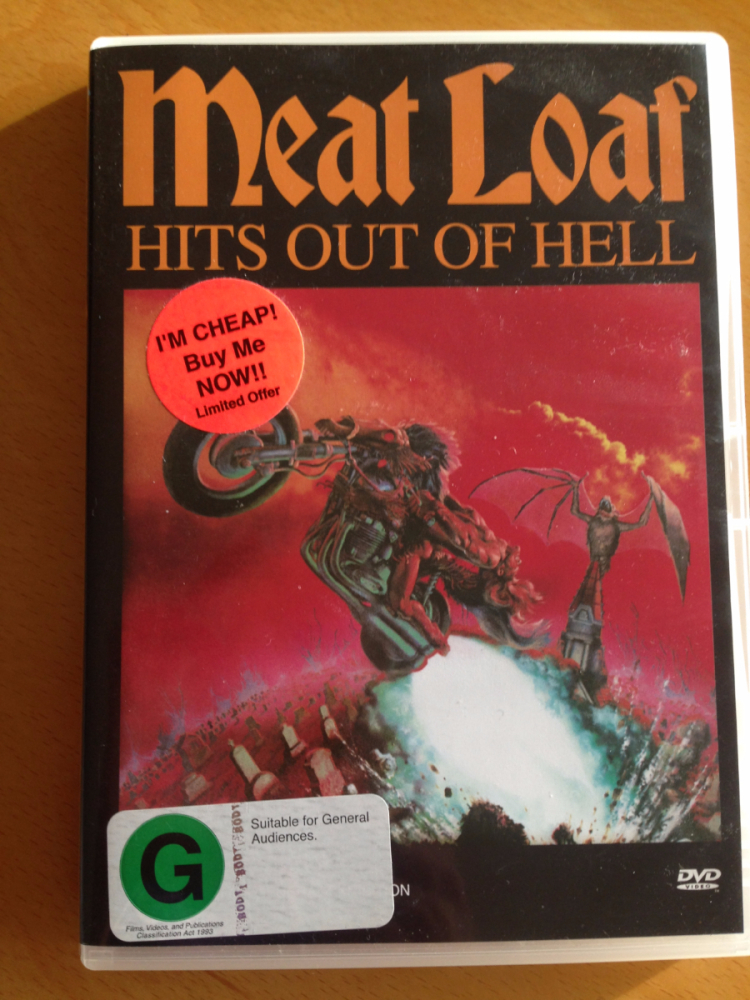 Meat Loaf
HITS OUT OF HELL
I'M CHEAP!
Buy Me
NOW!!
Limited Offer
G
Suitable for General
Audiences.
Films, Videos, and Publications
Classification Act 1993
ON
DVD
VIDEO